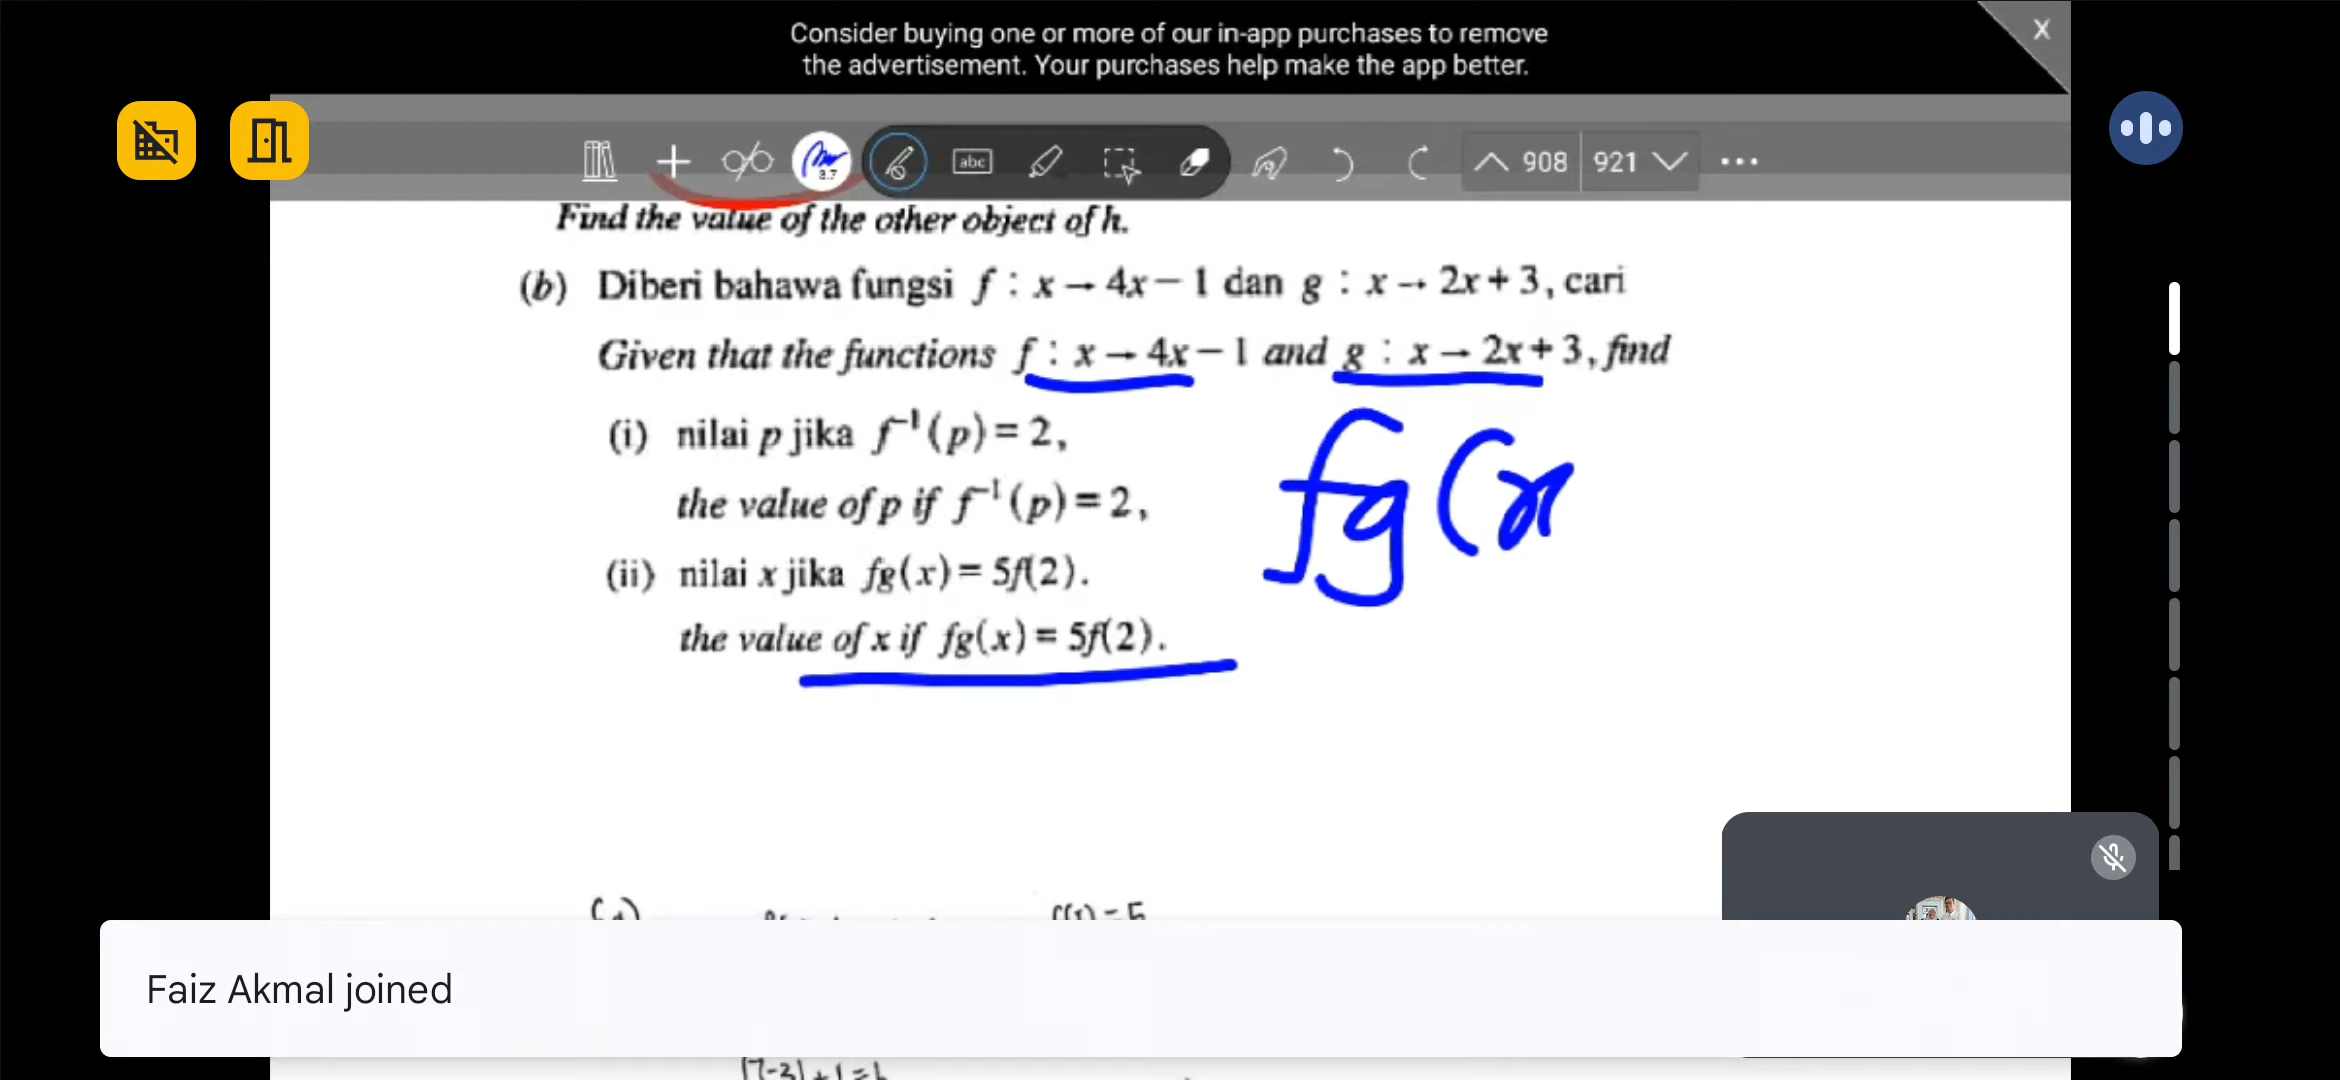 Consider buying one or more of our in-app purchases to remove
the advertisement. Your purchases help make the app better.
X
3.7
abc
908 921
Find the value of the other object of h.
(b) Diberi bahawa fungsi f : x → 4x − 1 dan g : x → 2x + 3, cari
Given that the functions f : x → 4x − 1 and g : x → 2x + 3, find
(i) nilai p jika f⁻¹(p) = 2,
the value of p if f⁻¹(p) = 2,
fg(x
(ii) nilai x jika fg(x) = 5f(2).
the value of x if fg(x) = 5f(2).
Faiz Akmal joined